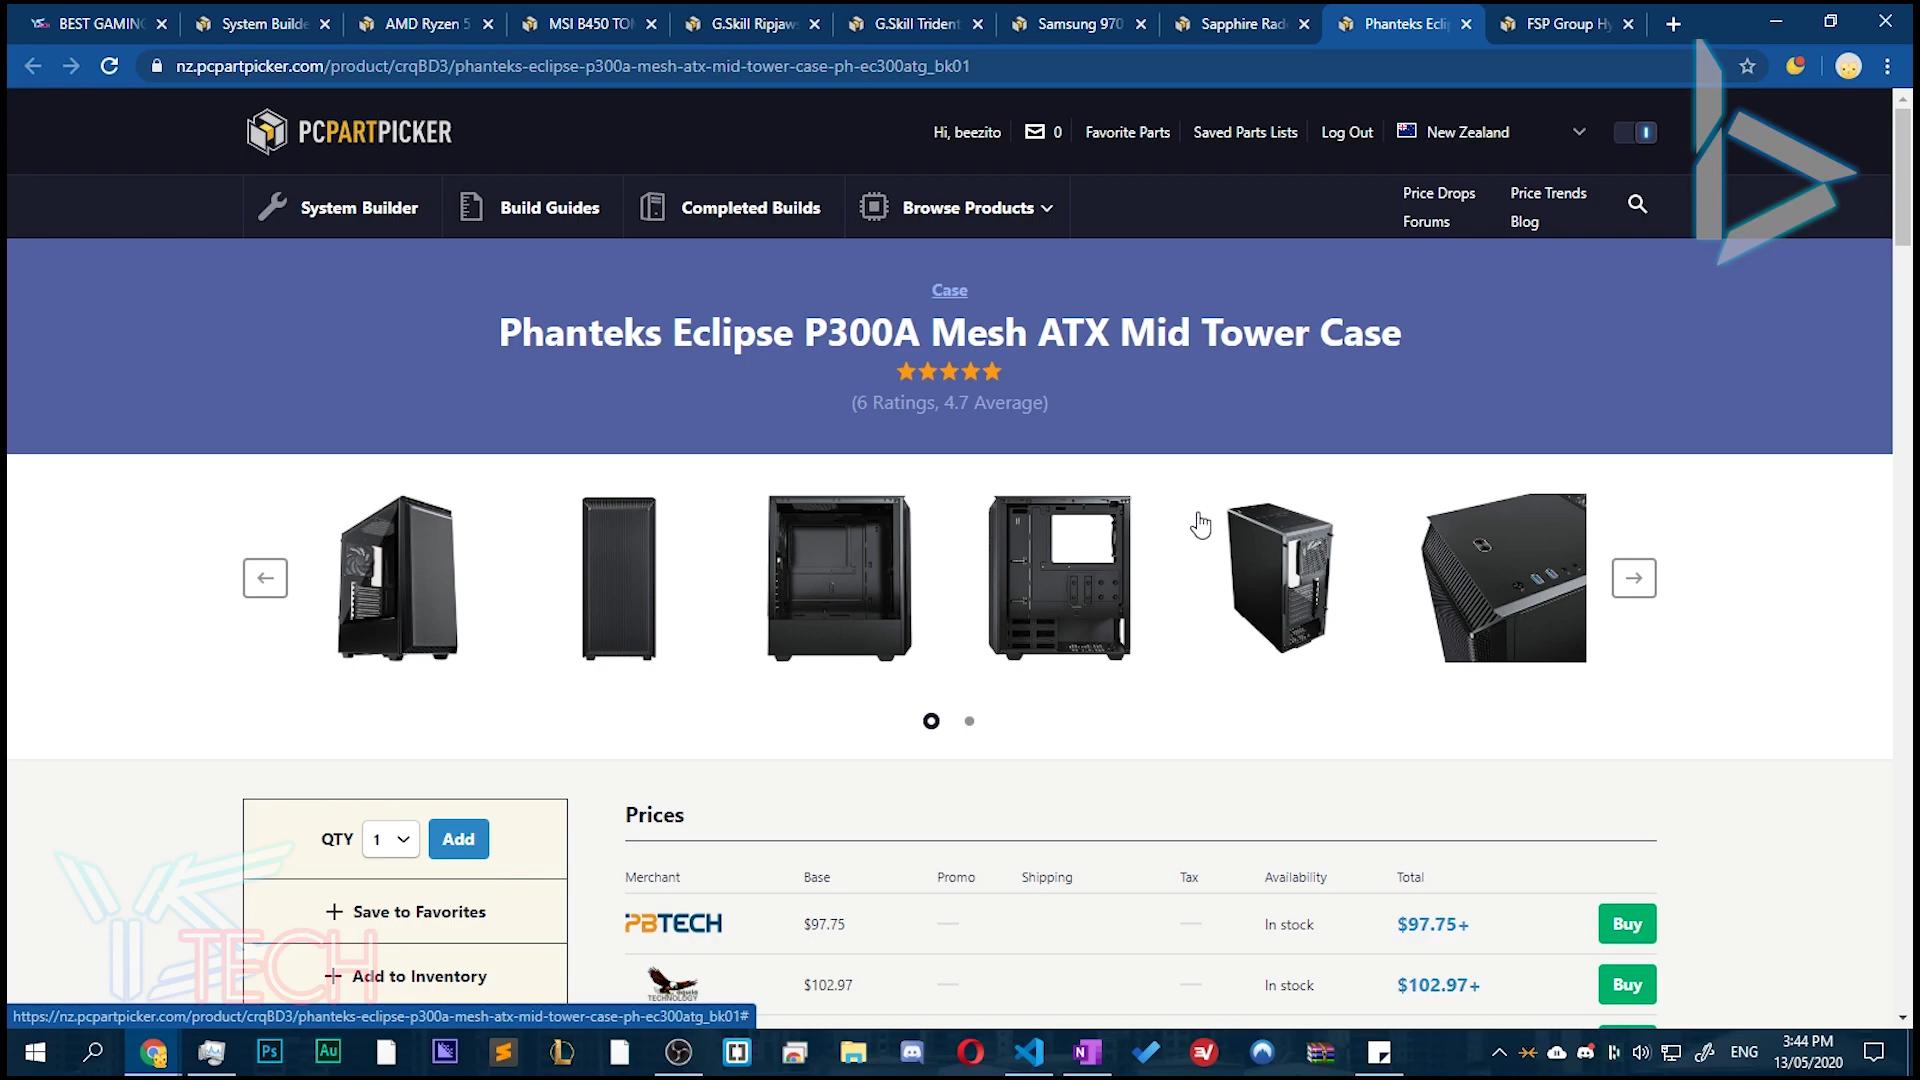 BEST GAMING
System Builde
AMD Ryzen 5
MSI B450 TO
G.Skill Ripjaws
G.Skill Trident
Samsung 970
Sapphire Rade
Phanteks Ecli
FSP Group Hy
nz.pcpartpicker.com/product/crqBD3/phanteks-eclipse-p300a-mesh-atx-mid-tower-case-ph-ec300atg_bk01
PCPARTPICKER
Hi, beezito
0
Favorite Parts
Saved Parts Lists
Log Out
New Zealand
System Builder
Build Guides
Completed Builds
Browse Products
Price Drops
Price Trends
Forums
Blog
Case
Phanteks Eclipse P300A Mesh ATX Mid Tower Case
(6 Ratings, 4.7 Average)
QTY 1 Add
+ Save to Favorites
+ Add to Inventory
Prices
Merchant Base Promo Shipping Tax Availability Total
PBTECH $97.75 In stock $97.75+ Buy
TECHNOLOGY $102.97 In stock $102.97+ Buy
YK TECH
https://nz.pcpartpicker.com/product/crqBD3/phanteks-eclipse-p300a-mesh-atx-mid-tower-case-ph-ec300atg_bk01#
Ps
Au
ENG
3:44 PM
13/05/2020